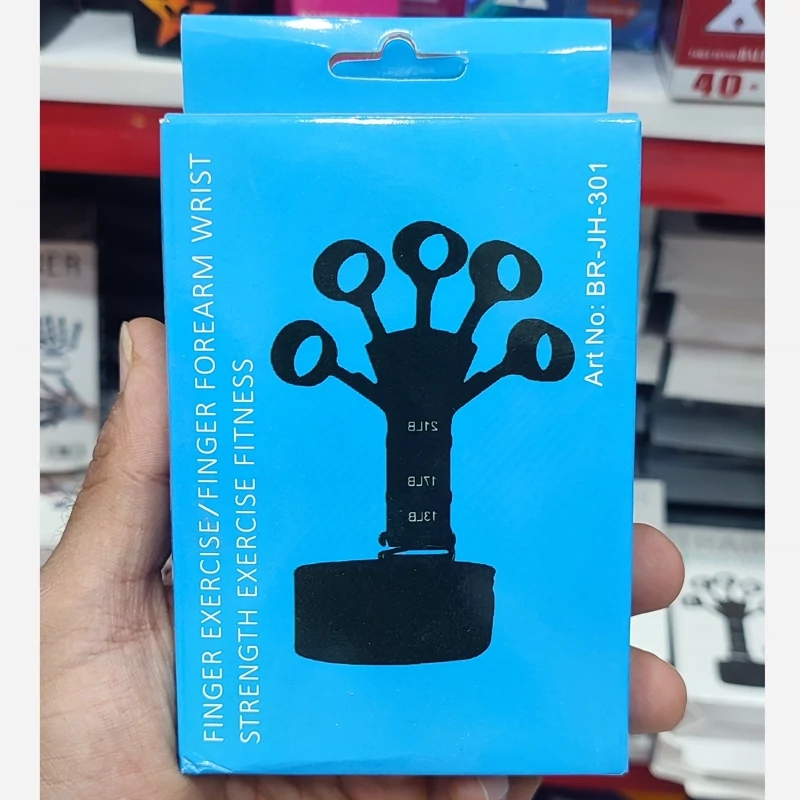 FINGER EXERCISE/FINGER FOREARM WRIST
STRENGTH EXERCISE FITNESS
21LB
17LB
13LB
Art No: BR-JH-301
40-